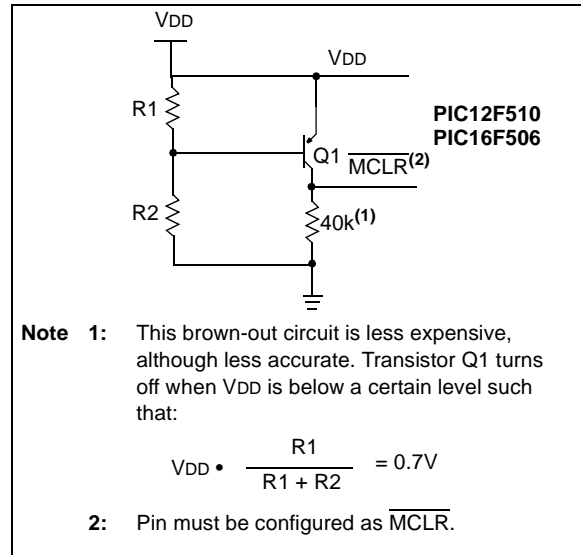 VDD
VDD
R1
PIC12F510
PIC16F506
Q1
MCLR(2)
R2
40k(1)
Note 1: This brown-out circuit is less expensive,
although less accurate. Transistor Q1 turns
off when VDD is below a certain level such
that:
VDD • R1 / R1 + R2 = 0.7V
2: Pin must be configured as MCLR.